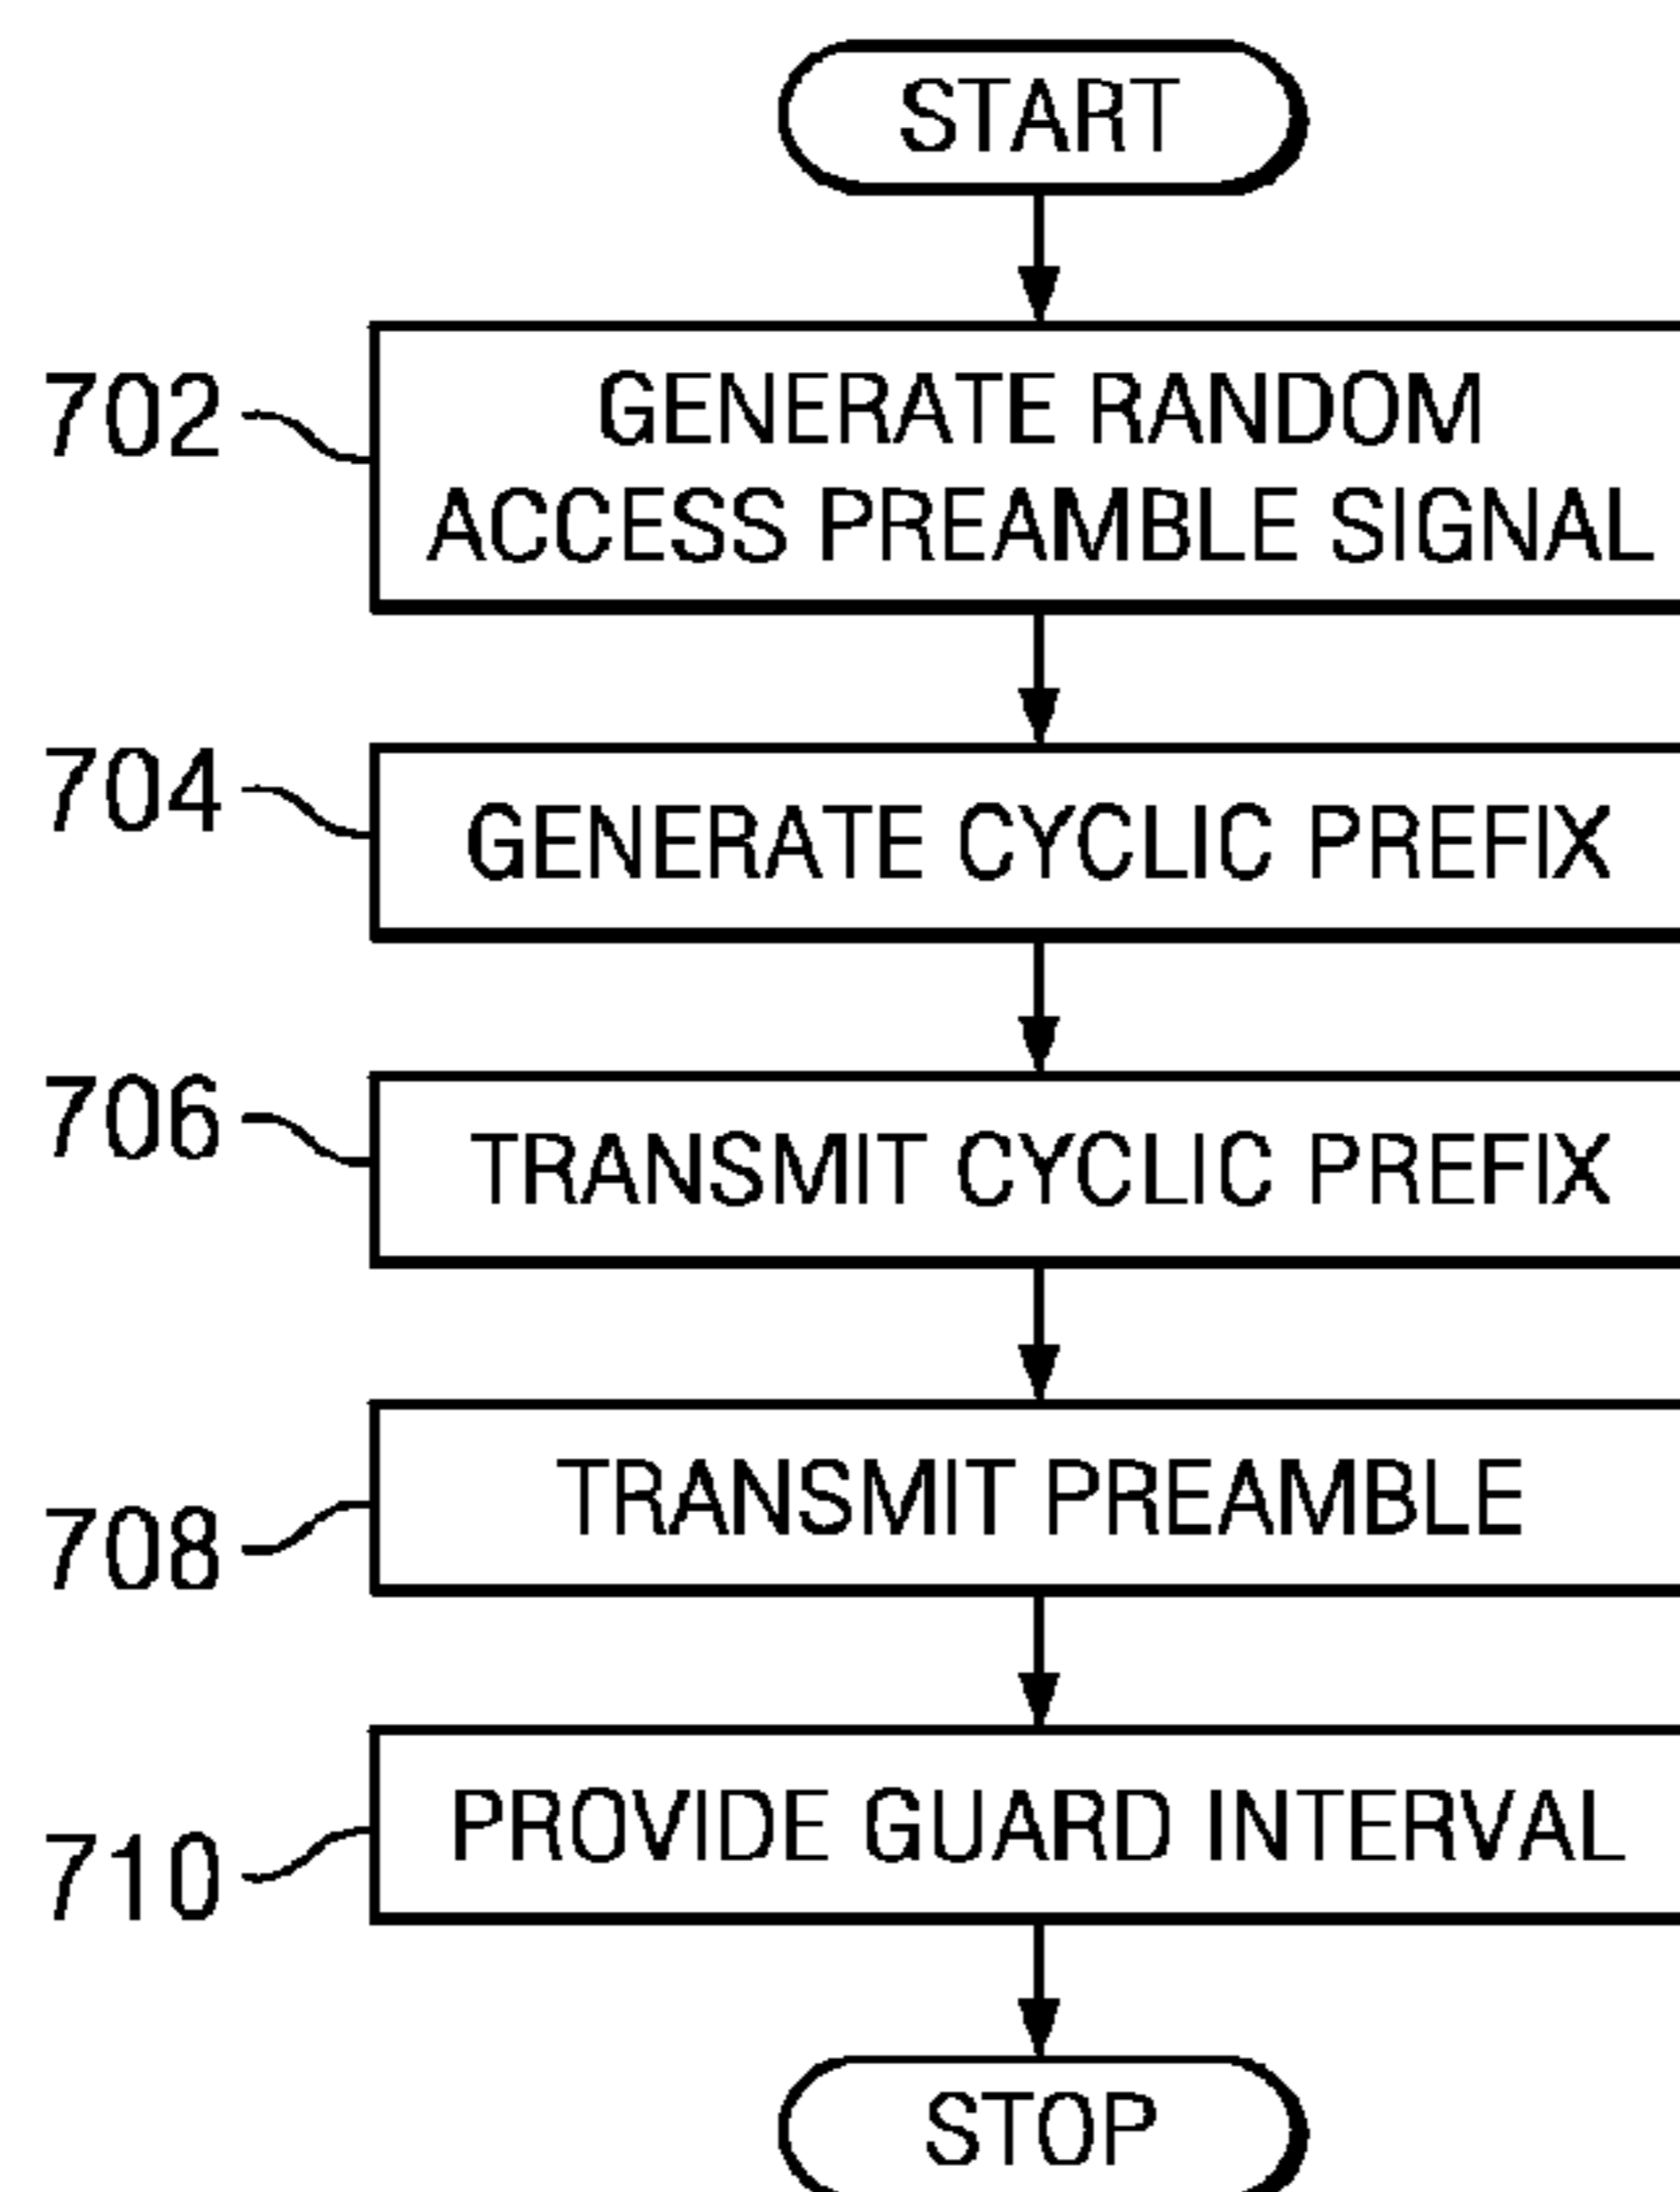 START
702
GENERATE RANDOM
ACCESS PREAMBLE SIGNAL
704
GENERATE CYCLIC PREFIX
706
TRANSMIT CYCLIC PREFIX
708
TRANSMIT PREAMBLE
710
PROVIDE GUARD INTERVAL
STOP